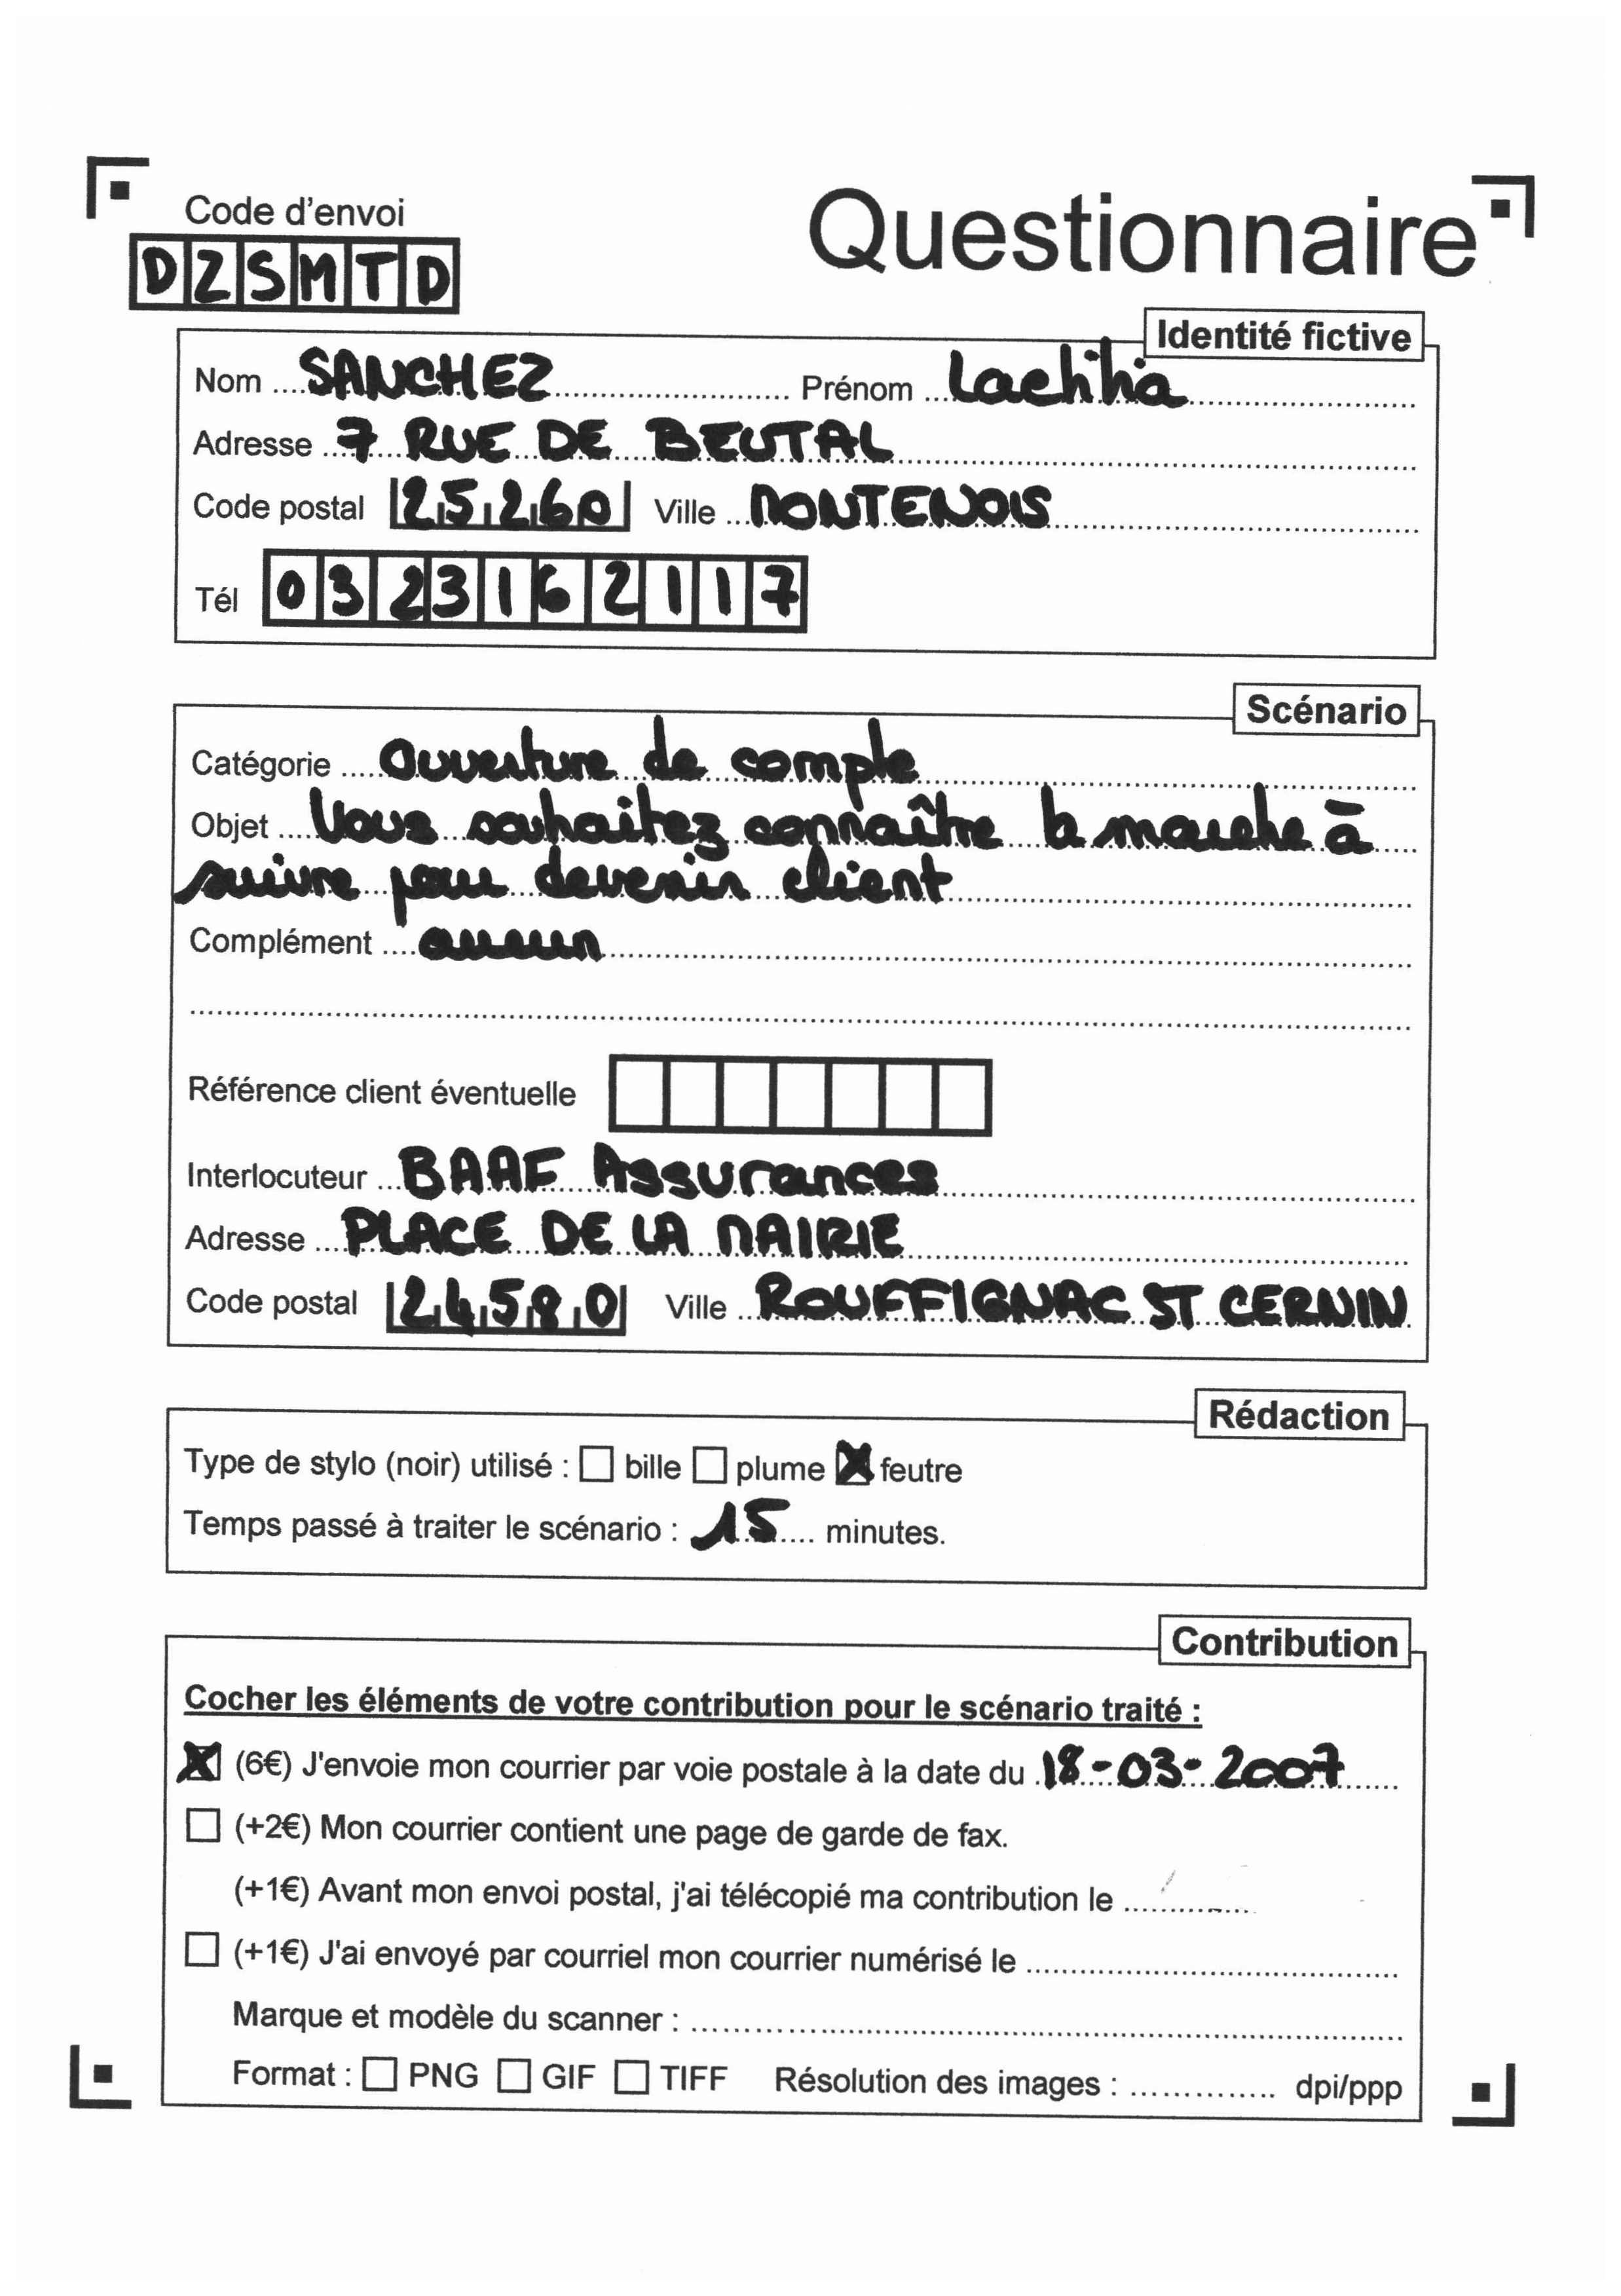 Code d'envoi
Questionnaire
DZSMTD
Identité fictive
Nom .... SANCHEZ ........ Prénom ... Laetitia ........
Adresse ... 7 RUE DE BEUTAL ........
Code postal 25260 Ville ... MONTENOIS ........
Tél 0323162117
Scénario
Catégorie ..... Ouverture de compte ........
Objet .... Vous souhaitez connaître la marche à
suivre pour devenir client ........
Complément .... aucun ........
Référence client éventuelle
Interlocuteur ... BAAF Assurances ........
Adresse .... PLACE DE LA MAIRIE ........
Code postal 24580 Ville ... ROUFFIGNAC ST CERNIN
Rédaction
Type de stylo (noir) utilisé : ☐ bille ☐ plume ☒ feutre
Temps passé à traiter le scénario : 15 .... minutes.
Contribution
Cocher les éléments de votre contribution pour le scénario traité :
☒ (6€) J'envoie mon courrier par voie postale à la date du 18-03-2007
☐ (+2€) Mon courrier contient une page de garde de fax.
(+1€) Avant mon envoi postal, j'ai télécopié ma contribution le ............
☐ (+1€) J'ai envoyé par courriel mon courrier numérisé le ............
Marque et modèle du scanner : ............
Format : ☐ PNG ☐ GIF ☐ TIFF Résolution des images : .............. dpi/ppp